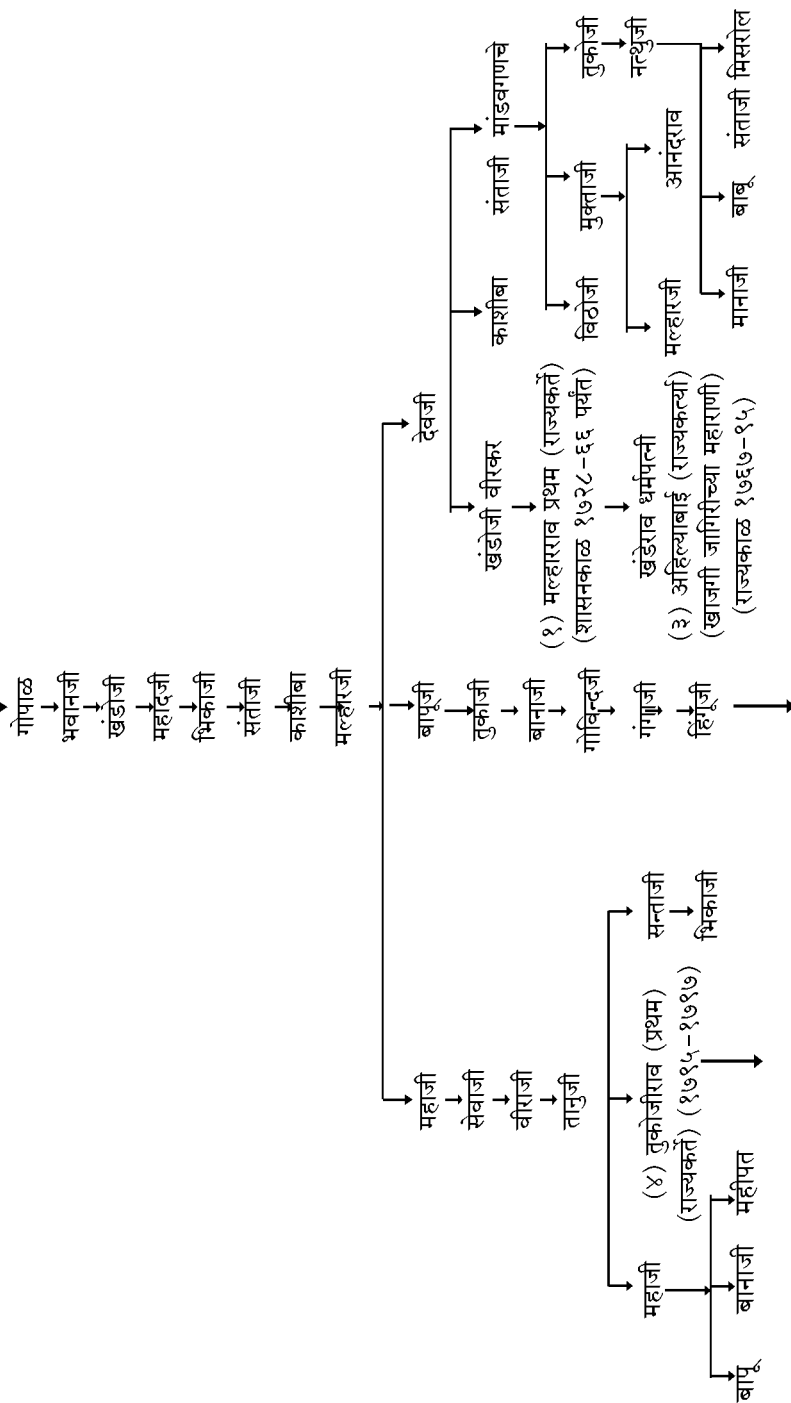 गोपाळ
भवानजी
खंडोजी
महादजी
भिकाजी
संताजी
काशीबा
मल्हारजी
महाजी
बापूजी
देवजी
सेवाजी
तुकाजी
खंडोजी वीरकर
काशीबा
संताजी मांडवगणचे
वीराजी
बानाजी
(१) मल्हारराव प्रथम (राज्यकर्ते)
(शासनकाळ १७२८-६६ पर्यंत)
तानुजी
गोविन्दजी
विठोजी
मुक्ताजी
तुकोजी
नत्थुजी
महाजी
(४) तुकोजीराव (प्रथम)
(राज्यकर्ते) (१७९५-१७९७)
सन्ताजी
भिकाजी
गंगाजी
हिंगूजी
खंडेराव धर्मपत्नी
(३) अहिल्याबाई (राज्यकर्त्या)
(खाजगी जागिरीच्या महाराणी)
(राज्यकाळ १७६७-९५)
मल्हारजी
आनंदराव
बापू
बानाजी
महीपत
मानाजी
बाबू
संताजी मिसरोल